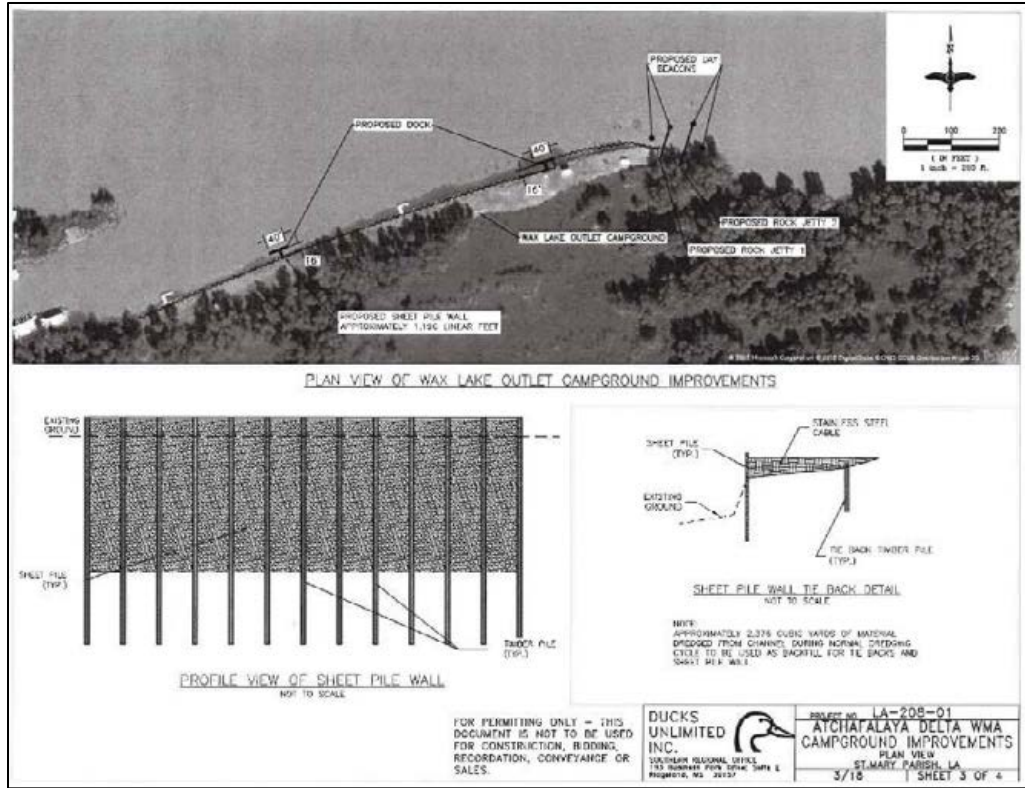 PROPOSED DAY
BEACONS
N
PROPOSED DOCK
0 100 200
( IN FEET )
1 inch = 200 Ft.
40'
16'
40'
16'
PROPOSED ROCK JETTY 2
WAX LAKE OUTLET CAMPGROUND
PROPOSED ROCK JETTY 1
PROPOSED SHEET PILE WALL
LINEAR FEET
APPROXIMATELY
PLAN VIEW OF WAX LAKE OUTLET CAMPGROUND IMPROVEMENTS
EXISTING
GROUND
SHEET PILE
(TYP.)
TIMBER PILE
(TYP.)
PROFILE VIEW OF SHEET PILE WALL
NOT TO SCALE
STAINLESS STEEL
CABLE
SHEET PILE
(TYP.)
EXISTING
GROUND
TIE BACK TIMBER PILE
(TYP.)
SHEET PILE WALL TIE BACK DETAIL
NOT TO SCALE
NOTE:
APPROXIMATELY 2,376 CUBIC YARDS OF MATERIAL
DREDGED FROM CHANNEL DURING NORMAL DREDGING
CYCLE TO BE USED AS BACKFILL FOR TIE BACKS AND
SHEET PILE WALL
FOR PERMITTING ONLY – THIS
DOCUMENT IS NOT TO BE USED
FOR CONSTRUCTION, BIDDING,
RECORDATION, CONVEYANCE OR
SALES.
DUCKS
UNLIMITED
INC.
SOUTHERN REGIONAL OFFICE
193 Business Park Drive, Suite E
Ridgeland, MS 39157
PROJECT NO. LA-208-01
ATCHAFALAYA DELTA WMA
CAMPGROUND IMPROVEMENTS
PLAN VIEW
ST.MARY PARISH, LA
3/18 SHEET 3 OF 4